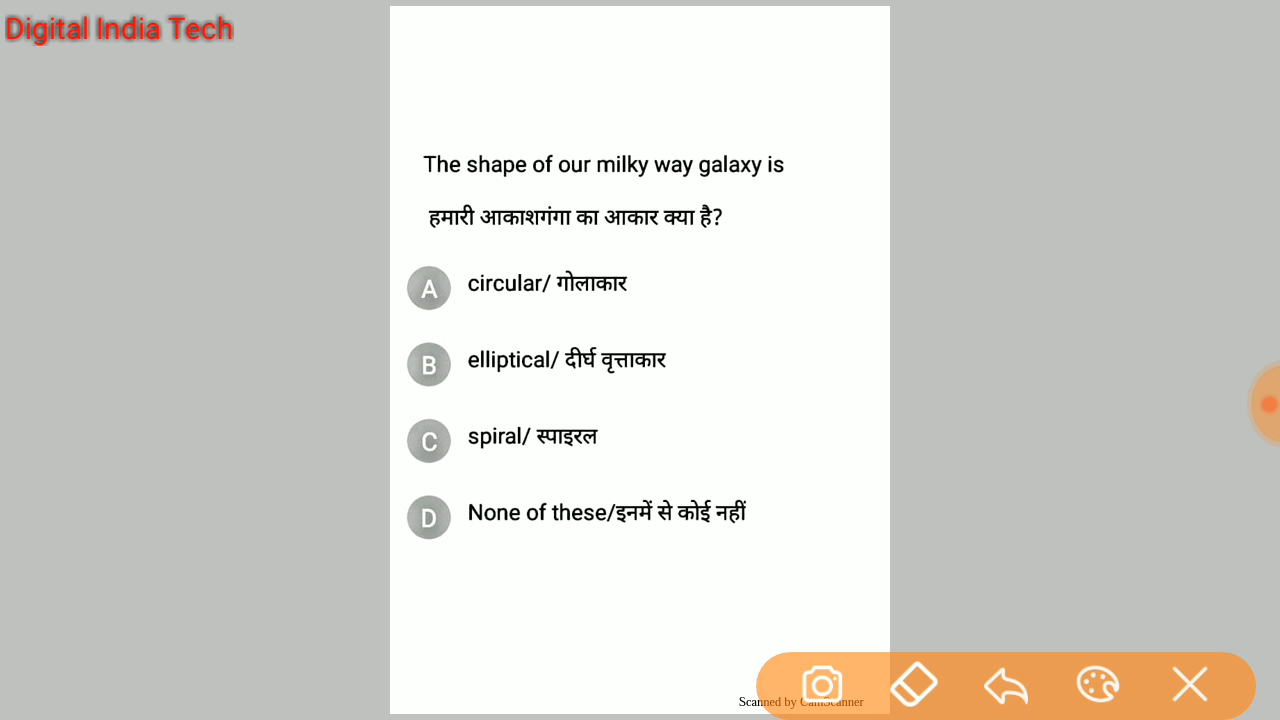 Digital India Tech
The shape of our milky way galaxy is
हमारी आकाशगंगा का आकार क्या है?
A circular/ गोलाकार
B elliptical/ दीर्घ वृत्ताकार
C spiral/ स्पाइरल
D None of these/इनमें से कोई नहीं
Scanned by CamScanner